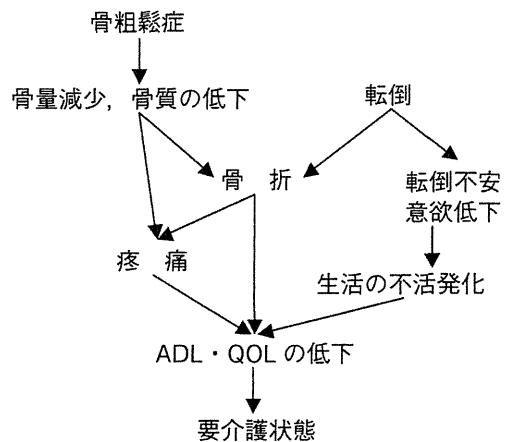 骨粗鬆症
骨量減少，骨質の低下
転倒
骨　折
転倒不安
意欲低下
疼　痛
生活の不活発化
ADL・QOL の低下
要介護状態